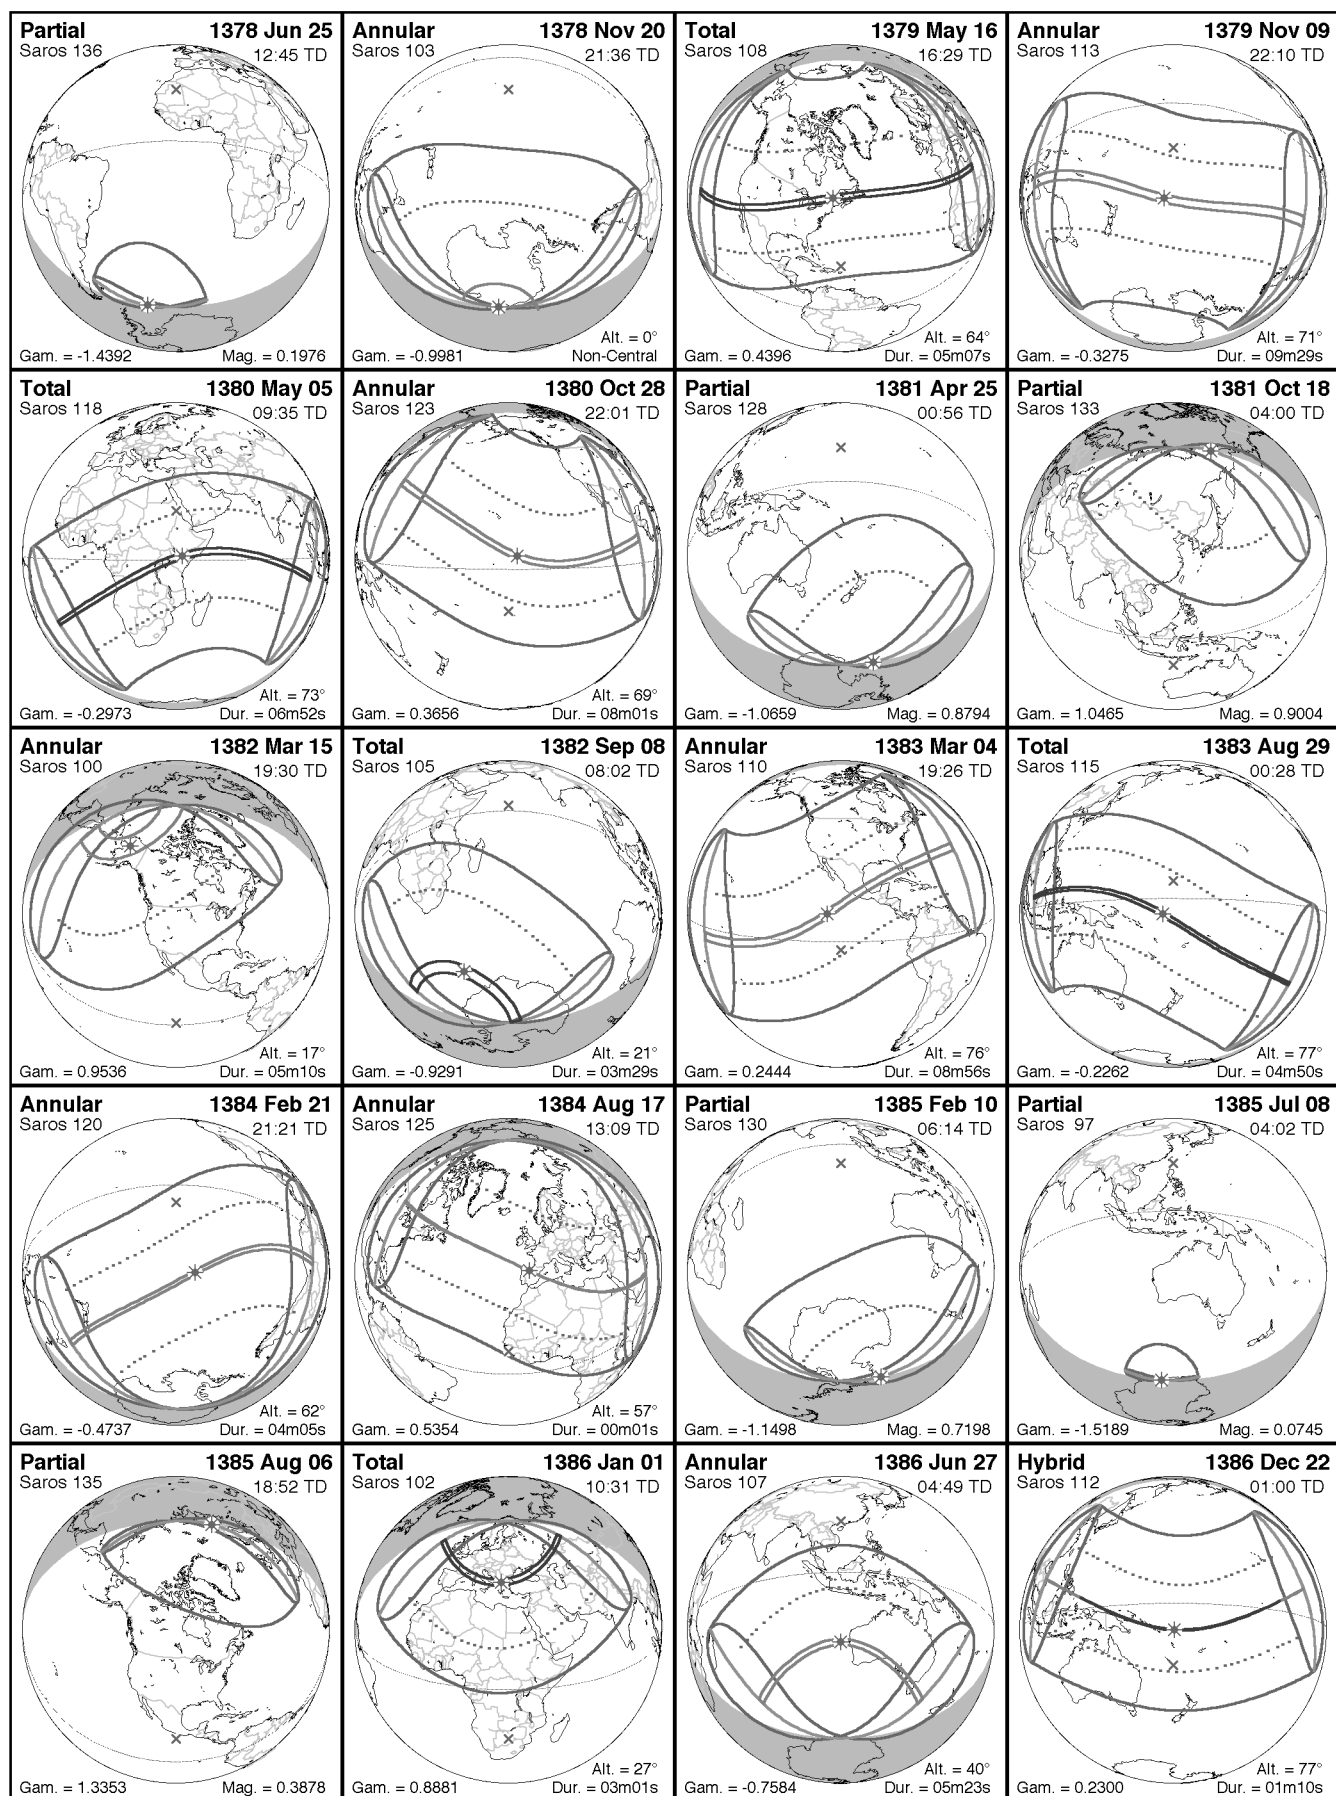 Partial 1378 Jun 25
Saros 136 12:45 TD
Gam. = -1.4392 Mag. = 0.1976
Annular 1378 Nov 20
Saros 103 21:36 TD
Alt. = 0°
Gam. = -0.9981 Non-Central
Total 1379 May 16
Saros 108 16:29 TD
Alt. = 64°
Gam. = 0.4396 Dur. = 05m07s
Annular 1379 Nov 09
Saros 113 22:10 TD
Alt. = 71°
Gam. = -0.3275 Dur. = 09m29s
Total 1380 May 05
Saros 118 09:35 TD
Alt. = 73°
Gam. = -0.2973 Dur. = 06m52s
Annular 1380 Oct 28
Saros 123 22:01 TD
Alt. = 69°
Gam. = 0.3656 Dur. = 08m01s
Partial 1381 Apr 25
Saros 128 00:56 TD
Gam. = -1.0659 Mag. = 0.8794
Partial 1381 Oct 18
Saros 133 04:00 TD
Gam. = 1.0465 Mag. = 0.9004
Annular 1382 Mar 15
Saros 100 19:30 TD
Alt. = 17°
Gam. = 0.9536 Dur. = 05m10s
Total 1382 Sep 08
Saros 105 08:02 TD
Alt. = 21°
Gam. = -0.9291 Dur. = 03m29s
Annular 1383 Mar 04
Saros 110 19:26 TD
Alt. = 76°
Gam. = 0.2444 Dur. = 08m56s
Total 1383 Aug 29
Saros 115 00:28 TD
Alt. = 77°
Gam. = -0.2262 Dur. = 04m50s
Annular 1384 Feb 21
Saros 120 21:21 TD
Alt. = 62°
Gam. = -0.4737 Dur. = 04m05s
Annular 1384 Aug 17
Saros 125 13:09 TD
Alt. = 57°
Gam. = 0.5354 Dur. = 00m01s
Partial 1385 Feb 10
Saros 130 06:14 TD
Gam. = -1.1498 Mag. = 0.7198
Partial 1385 Jul 08
Saros 97 04:02 TD
Gam. = -1.5189 Mag. = 0.0745
Partial 1385 Aug 06
Saros 135 18:52 TD
Gam. = 1.3353 Mag. = 0.3878
Total 1386 Jan 01
Saros 102 10:31 TD
Alt. = 27°
Gam. = 0.8881 Dur. = 03m01s
Annular 1386 Jun 27
Saros 107 04:49 TD
Alt. = 40°
Gam. = -0.7584 Dur. = 05m23s
Hybrid 1386 Dec 22
Saros 112 01:00 TD
Alt. = 77°
Gam. = 0.2300 Dur. = 01m10s